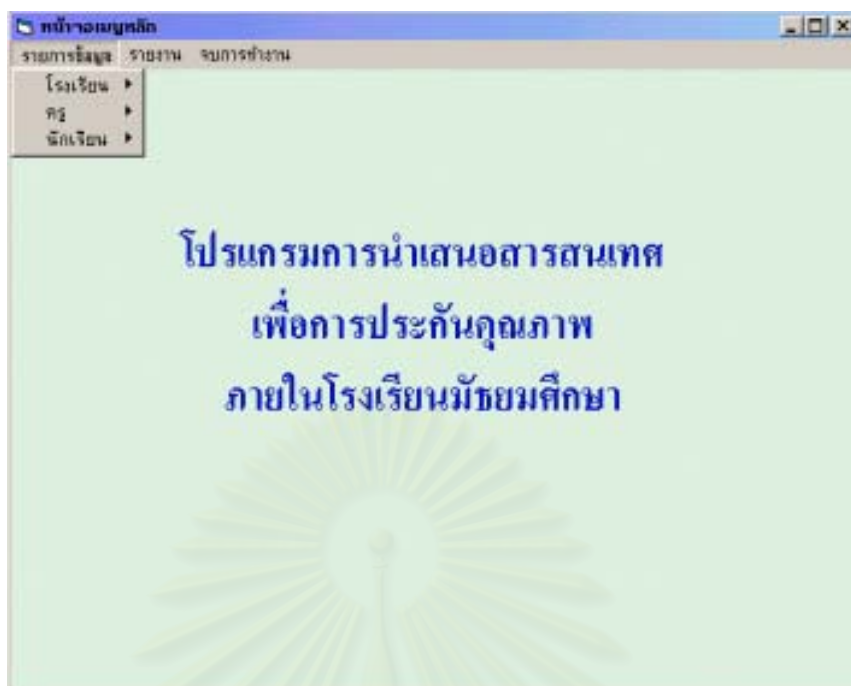 หน้าจอเมนูหลัก
รายการข้อมูล รายงาน จบการทำงาน
โรงเรียน
ครู
นักเรียน
โปรแกรมการนำเสนอสารสนเทศ
เพื่อการประกันคุณภาพ
ภายในโรงเรียนมัธยมศึกษา